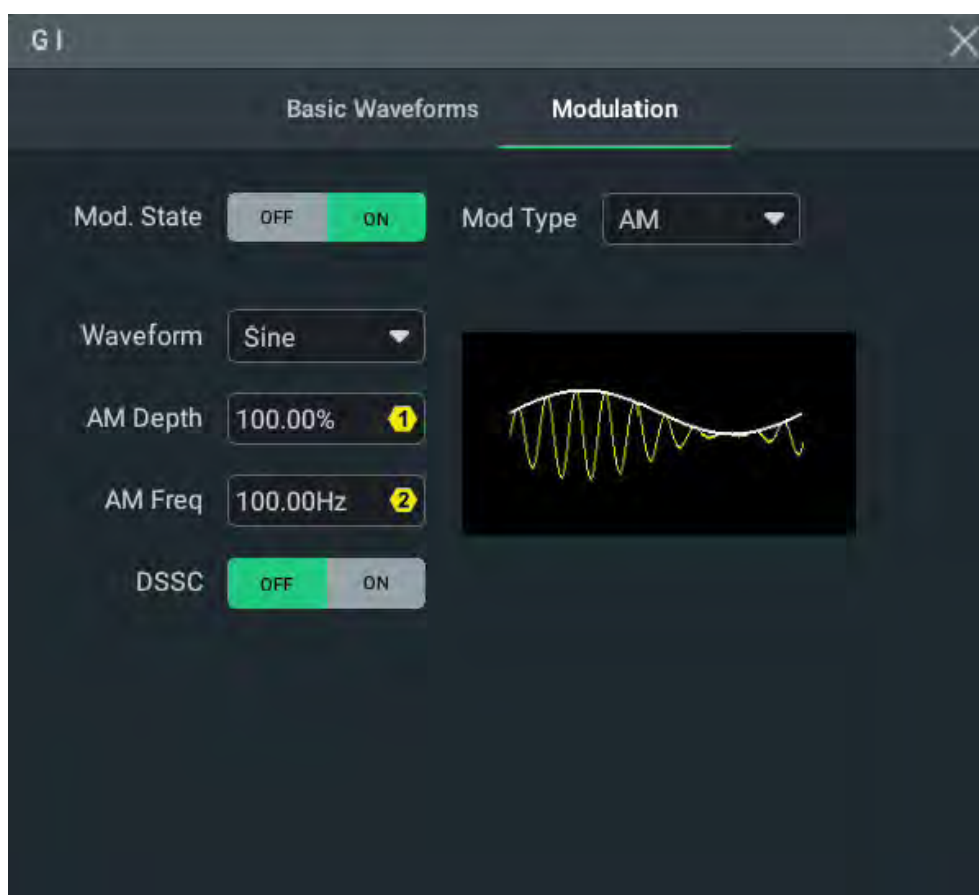 G I
Basic Waveforms Modulation
Mod. State OFF ON Mod Type AM
Waveform Sine
AM Depth 100.00% 1
AM Freq 100.00Hz 2
DSSC OFF ON